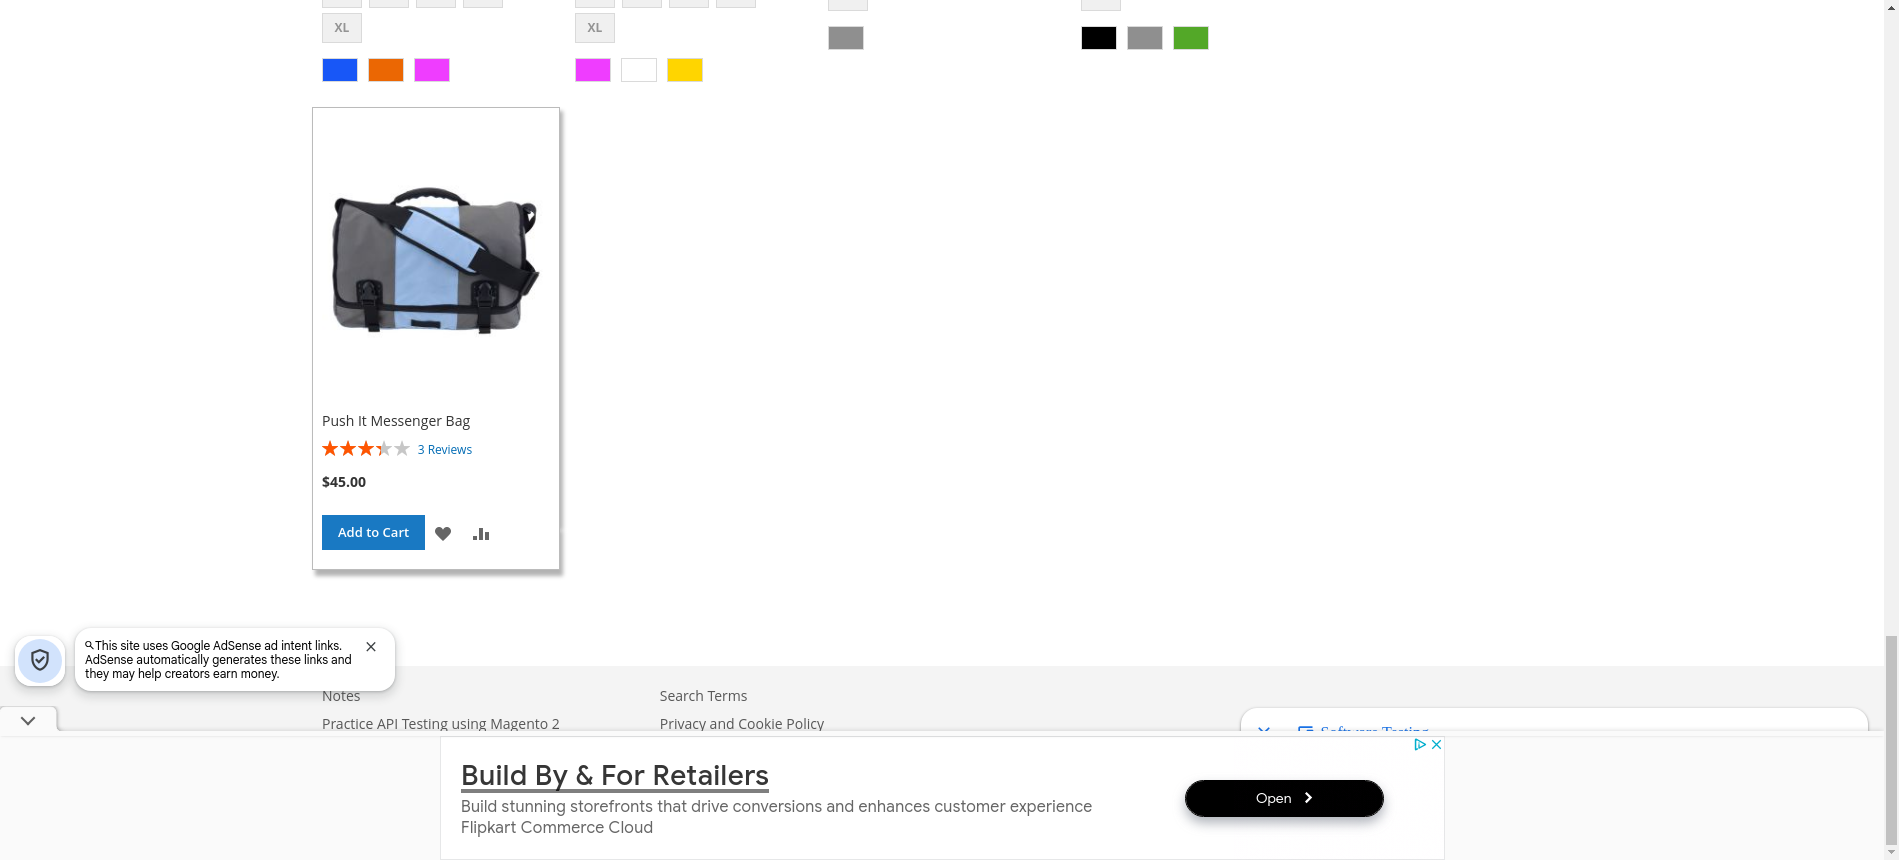 XL
XL
Push It Messenger Bag
3 Reviews
$45.00
Add to Cart
This site uses Google AdSense ad intent links.
AdSense automatically generates these links and
they may help creators earn money.
Notes
Search Terms
Practice API Testing using Magento 2
Privacy and Cookie Policy
Software Testing
Build By & For Retailers
Build stunning storefronts that drive conversions and enhances customer experience
Flipkart Commerce Cloud
Open